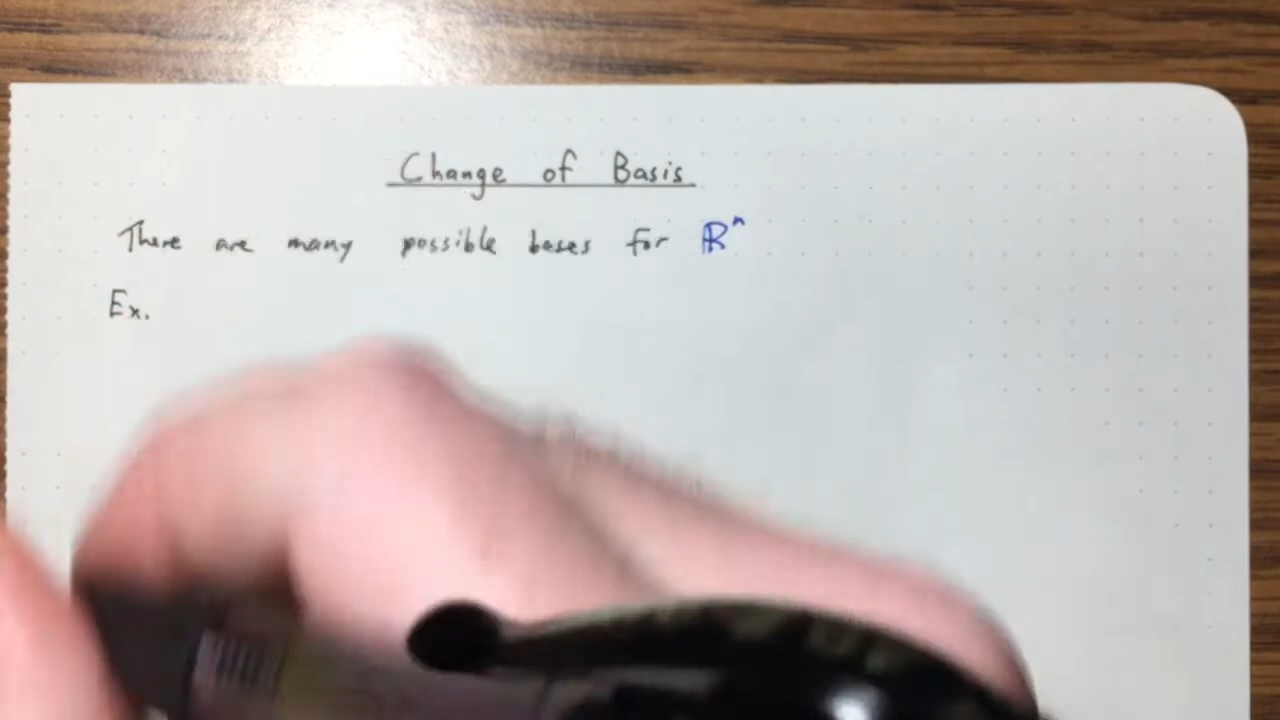 Change of Basis
There are many possible bases for ℝⁿ
Ex.